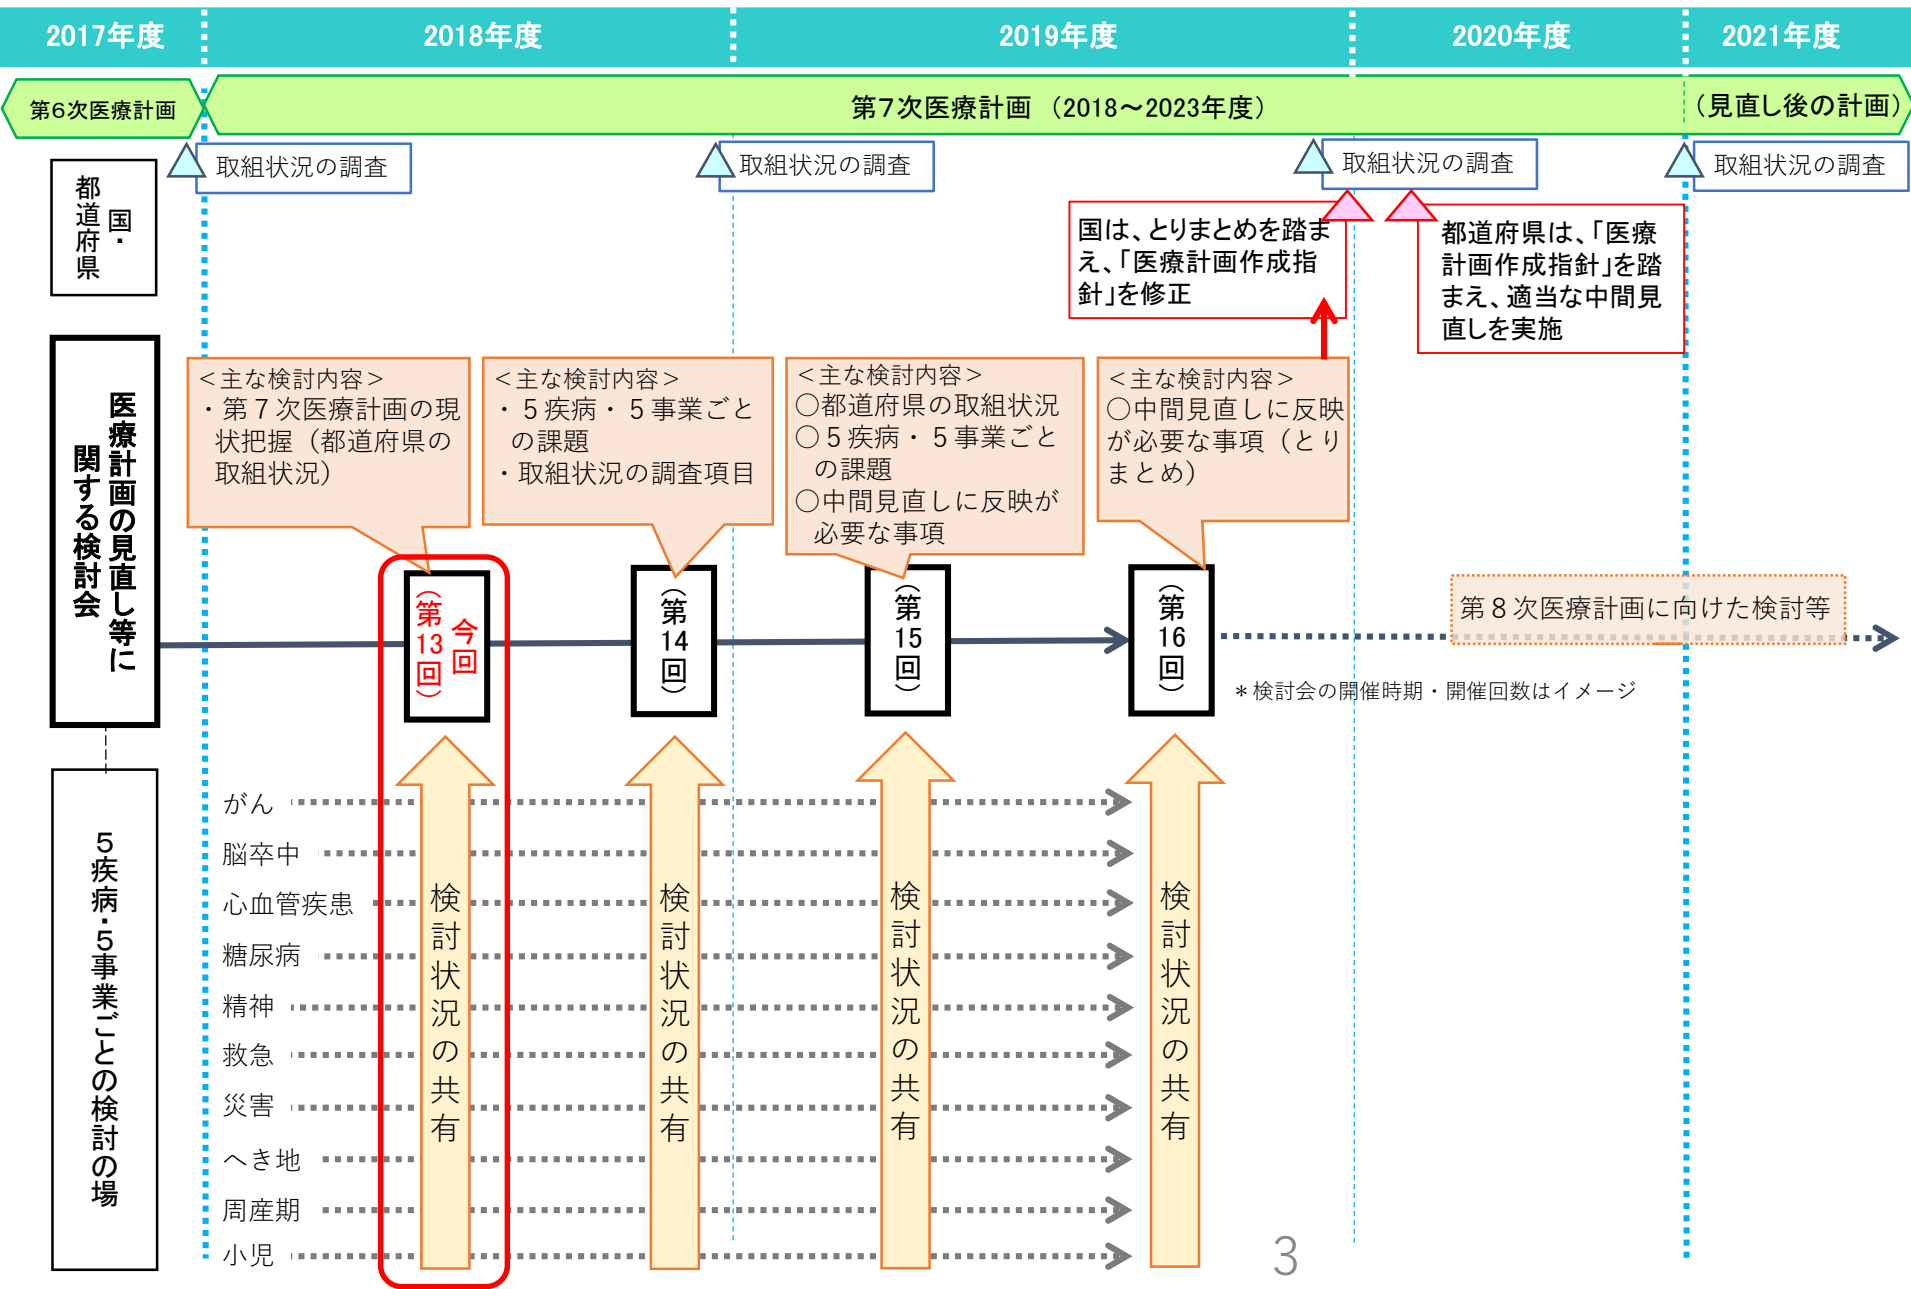 2017年度
2018年度
2019年度
2020年度
2021年度
第6次医療計画
第7次医療計画 (2018~2023年度)
(見直し後の計画)
取組状況の調査
取組状況の調査
取組状況の調査
取組状況の調査
国・
都道府県
国は、とりまとめを踏ま
え、「医療計画作成指
針」を修正
都道府県は、「医療
計画作成指針」を踏
まえ、適当な中間見
直しを実施
医療計画の見直し等に
関する検討会
<主な検討内容>
・第7次医療計画の現
状把握(都道府県の
取組状況)
<主な検討内容>
・5疾病・5事業ごと
の課題
・取組状況の調査項目
<主な検討内容>
○都道府県の取組状況
○5疾病・5事業ごと
の課題
○中間見直しに反映が
必要な事項
<主な検討内容>
○中間見直しに反映
が必要な事項(とり
まとめ)
今回
(第13回)
(第14回)
(第15回)
(第16回)
第8次医療計画に向けた検討等
*検討会の開催時期・開催回数はイメージ
5疾病・5事業ごとの検討の場
がん
脳卒中
心血管疾患
糖尿病
精神
救急
災害
へき地
周産期
小児
検討状況の共有
検討状況の共有
検討状況の共有
検討状況の共有
3